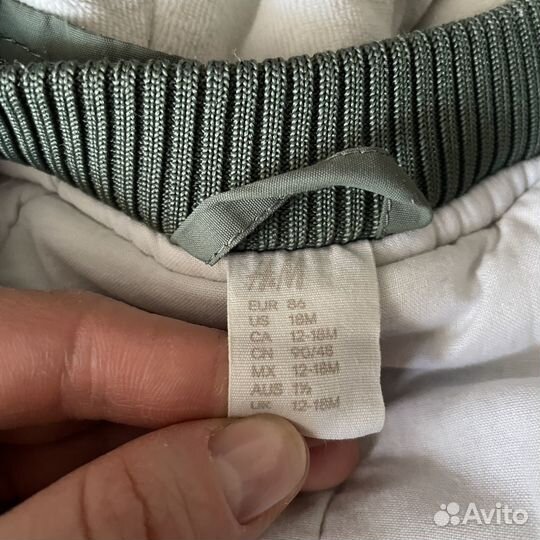 H&M
EUR 86
US 18M
CA 12-18M
CN 90/48
MX 12-18M
AUS 1½
UK 12-18M
Avito